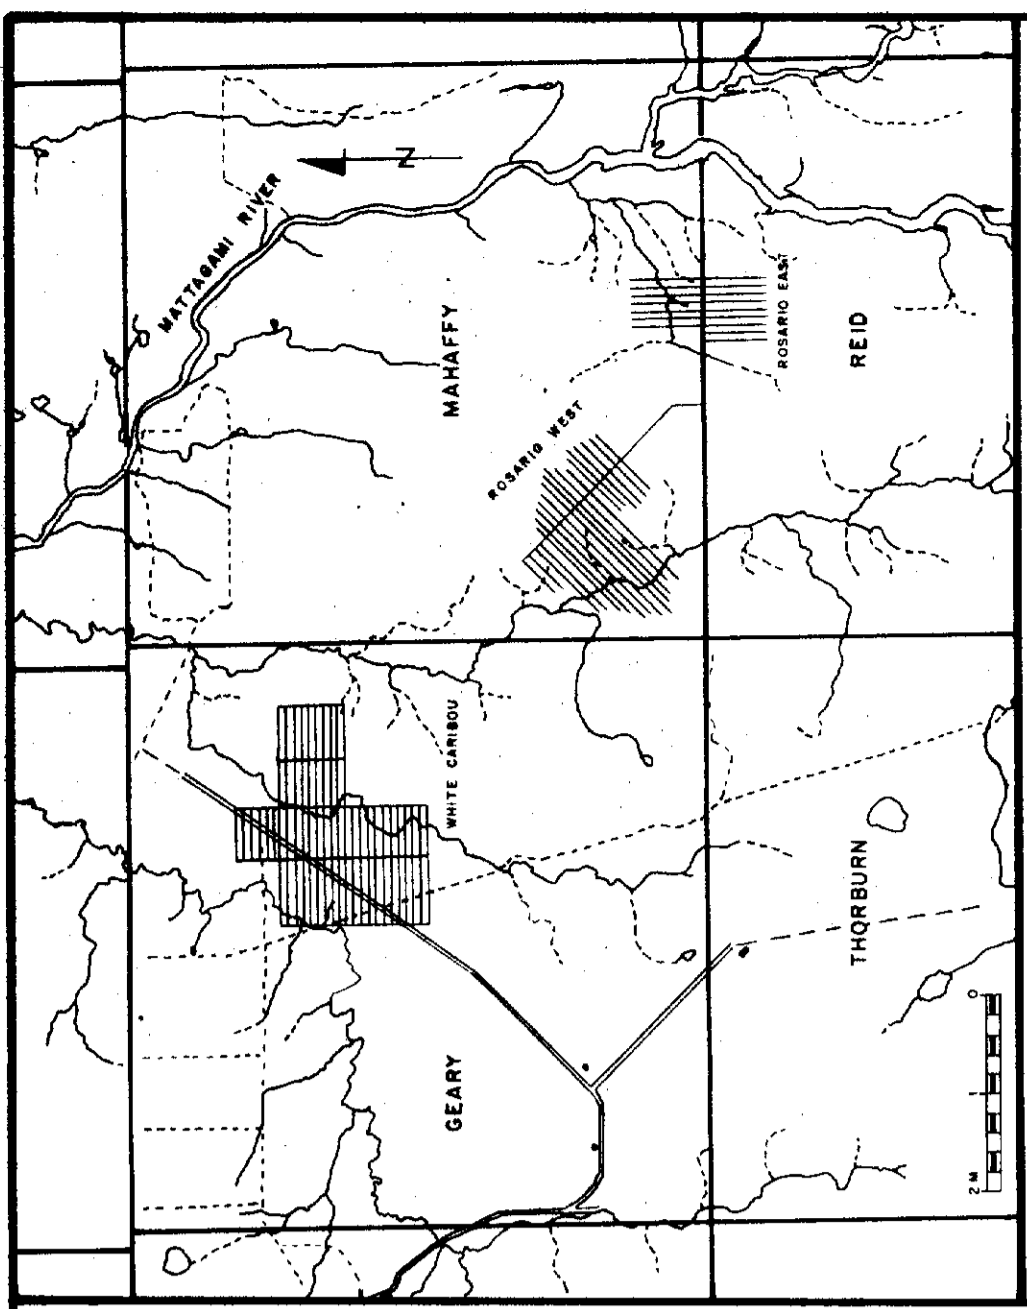 N
MATTAGAMI RIVER
MAHAFFY
ROSARIO EAST
REID
ROSARIO WEST
WHITE CARIBOU
THORBURN
GEARY
0
2 M